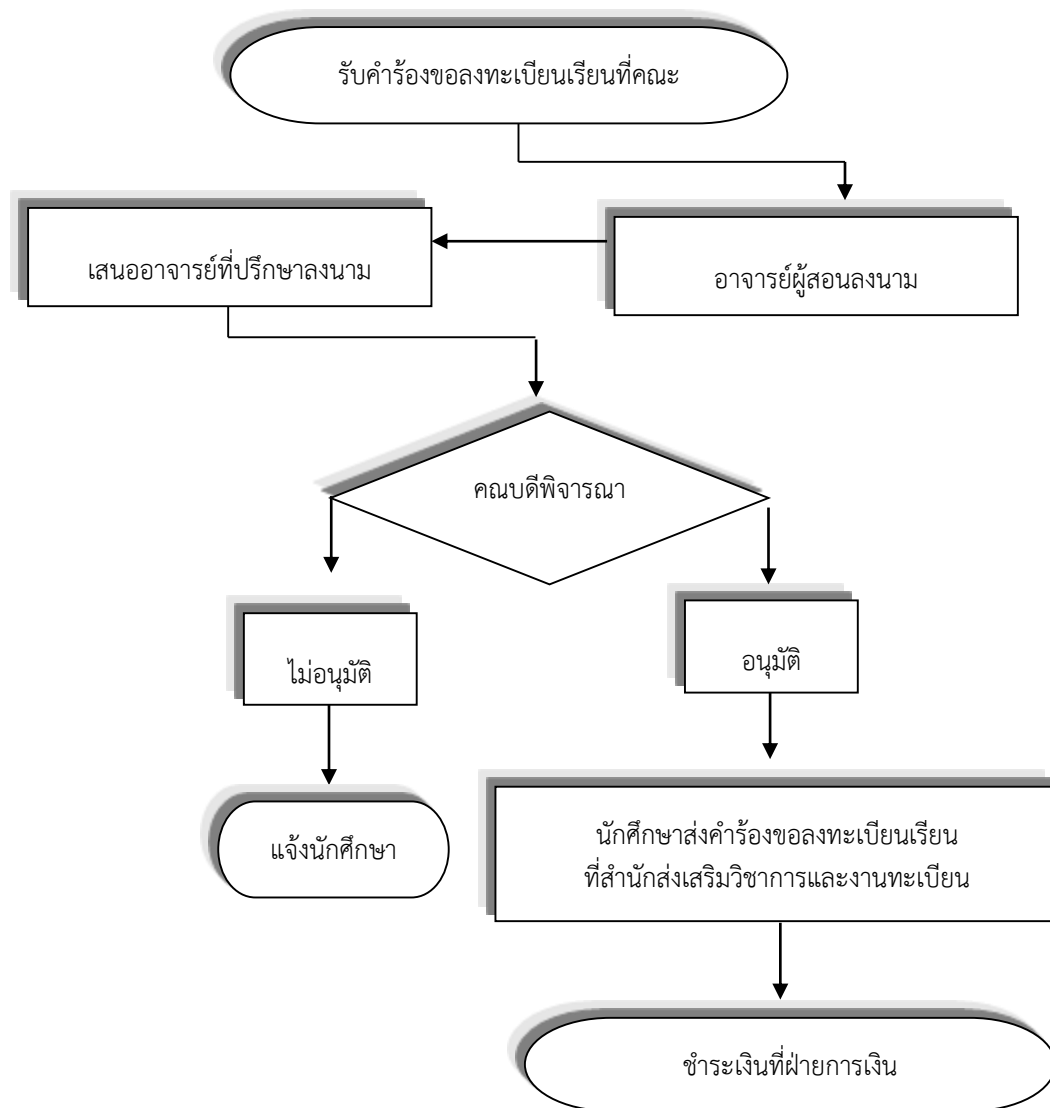 รับคำร้องขอลงทะเบียนเรียนที่คณะ
เสนออาจารย์ที่ปรึกษาลงนาม
อาจารย์ผู้สอนลงนาม
คณบดีพิจารณา
ไม่อนุมัติ
อนุมัติ
แจ้งนักศึกษา
นักศึกษาส่งคำร้องขอลงทะเบียนเรียน
ที่สำนักส่งเสริมวิชาการและงานทะเบียน
ชำระเงินที่ฝ่ายการเงิน